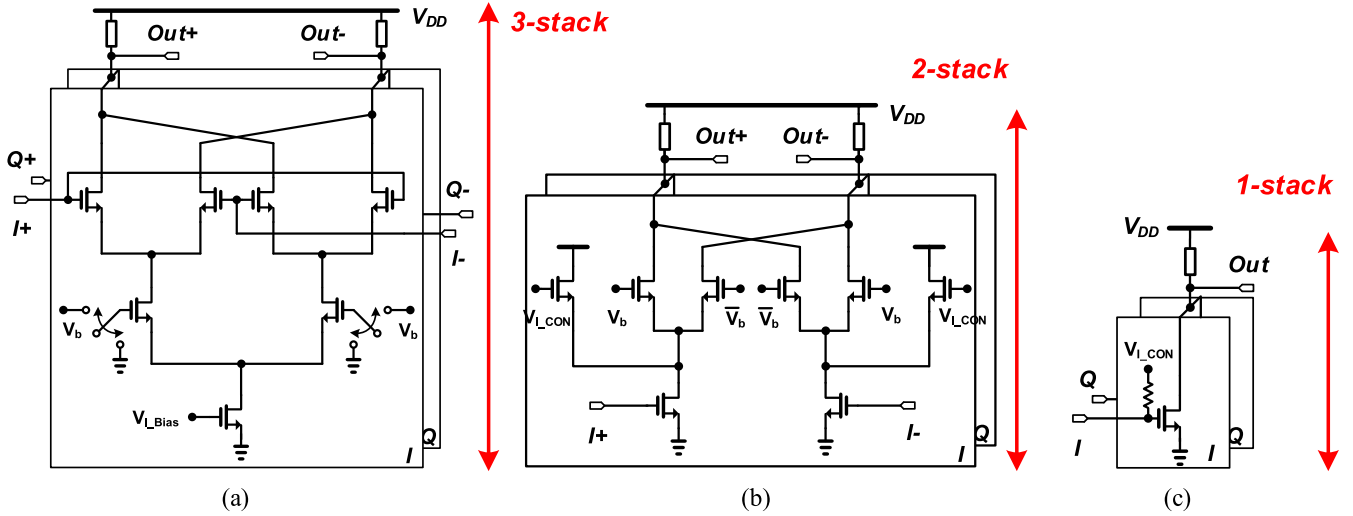 V_DD
Out+ Out-
3-stack
Q+
I+
Q-
I-
V_b V_b
V_I_Bias
Q
I
(a)
2-stack
V_DD
Out+ Out-
V_I_CON V_b V̅_b V̅_b V_b V_I_CON
I+ I-
Q
I
(b)
1-stack
V_DD
Out
V_I_CON
Q
I
Q
I
(c)